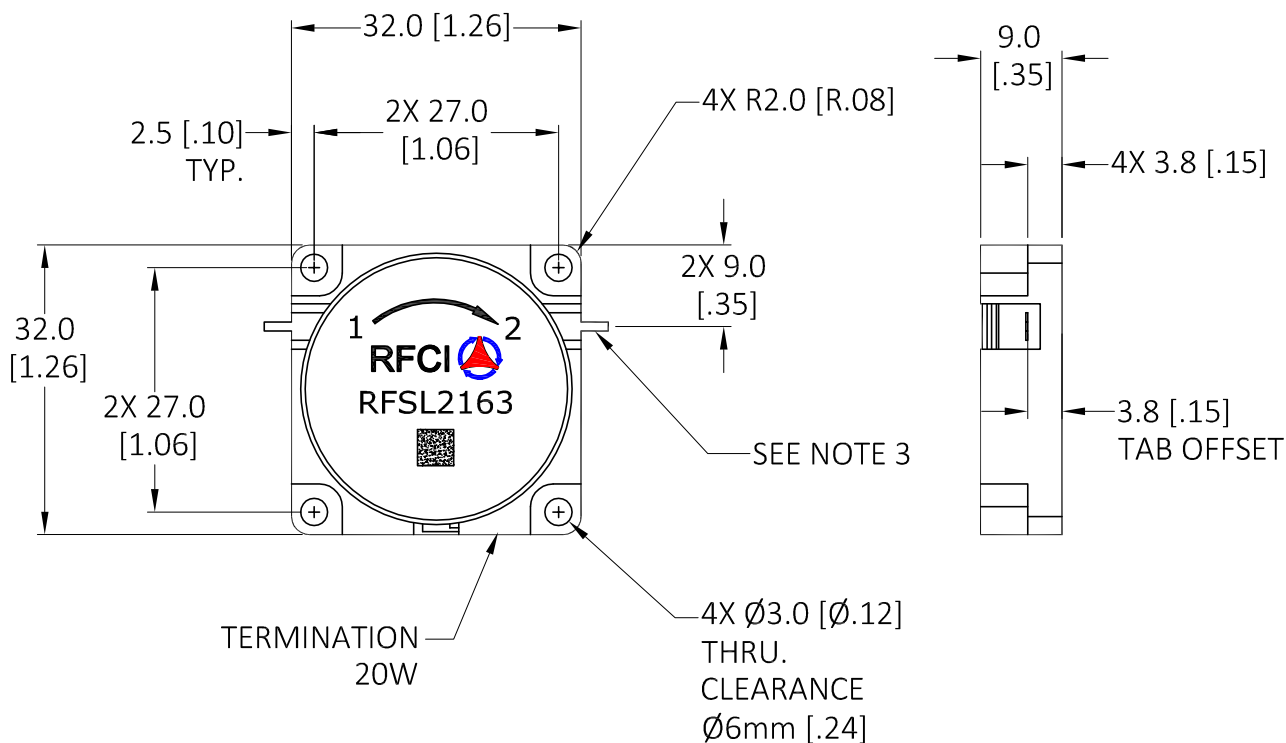 32.0 [1.26]
2X 27.0
[1.06]
2.5 [.10]
TYP.
4X R2.0 [R.08]
9.0
[.35]
4X 3.8 [.15]
2X 9.0
[.35]
32.0
[1.26]
2X 27.0
[1.06]
1
2
RFCI
RFSL2163
SEE NOTE 3
3.8 [.15]
TAB OFFSET
TERMINATION
20W
4X Ø3.0 [Ø.12]
THRU.
CLEARANCE
Ø6mm [.24]